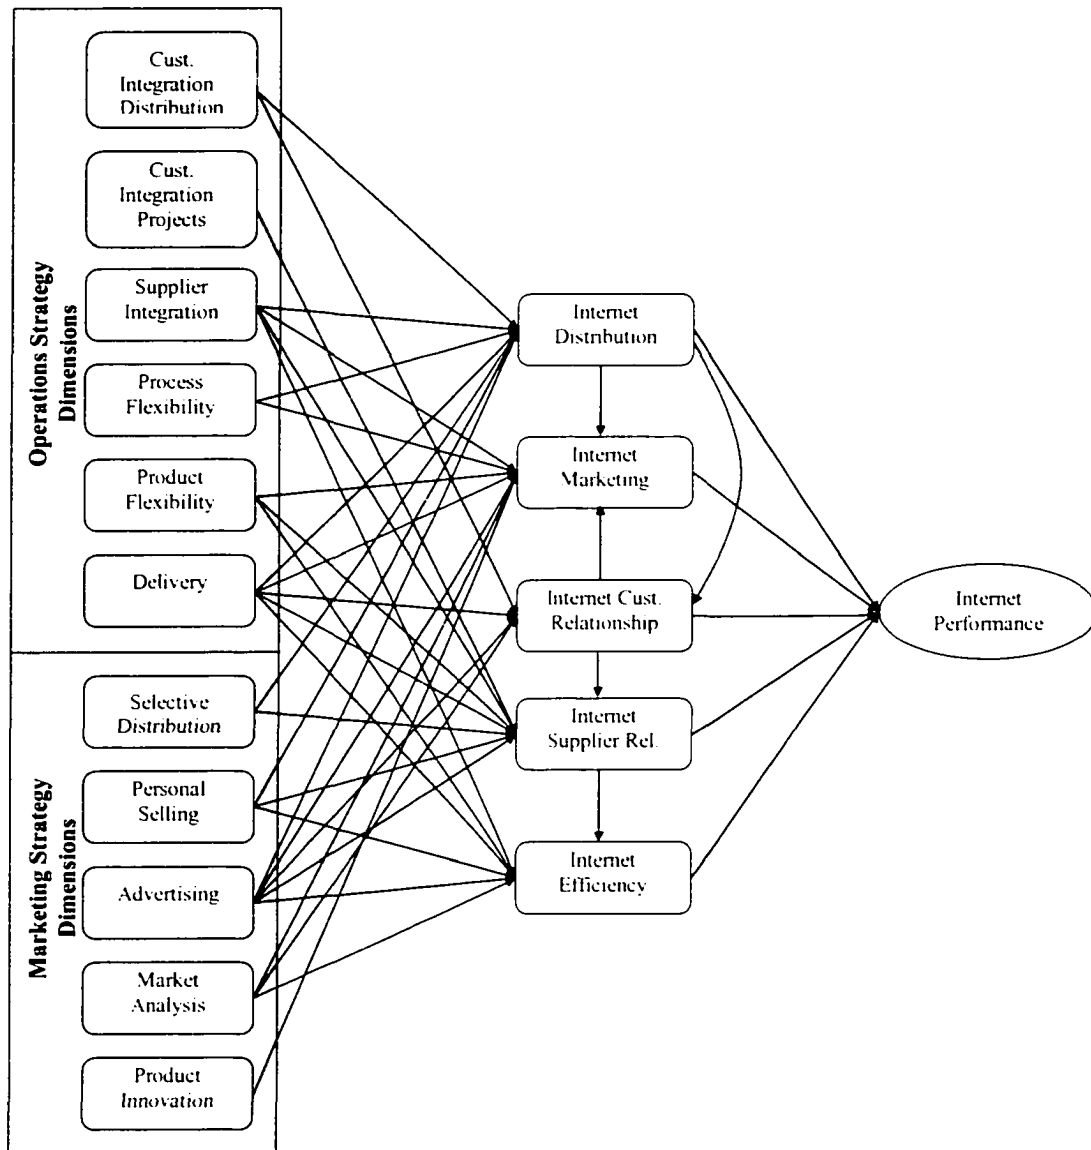 Operations Strategy
Dimensions
Cust.
Integration
Distribution
Cust.
Integration
Projects
Supplier
Integration
Process
Flexibility
Product
Flexibility
Delivery
Marketing Strategy
Dimensions
Selective
Distribution
Personal
Selling
Advertising
Market
Analysis
Product
Innovation
Internet
Distribution
Internet
Marketing
Internet Cust.
Relationship
Internet
Supplier Rel.
Internet
Efficiency
Internet
Performance